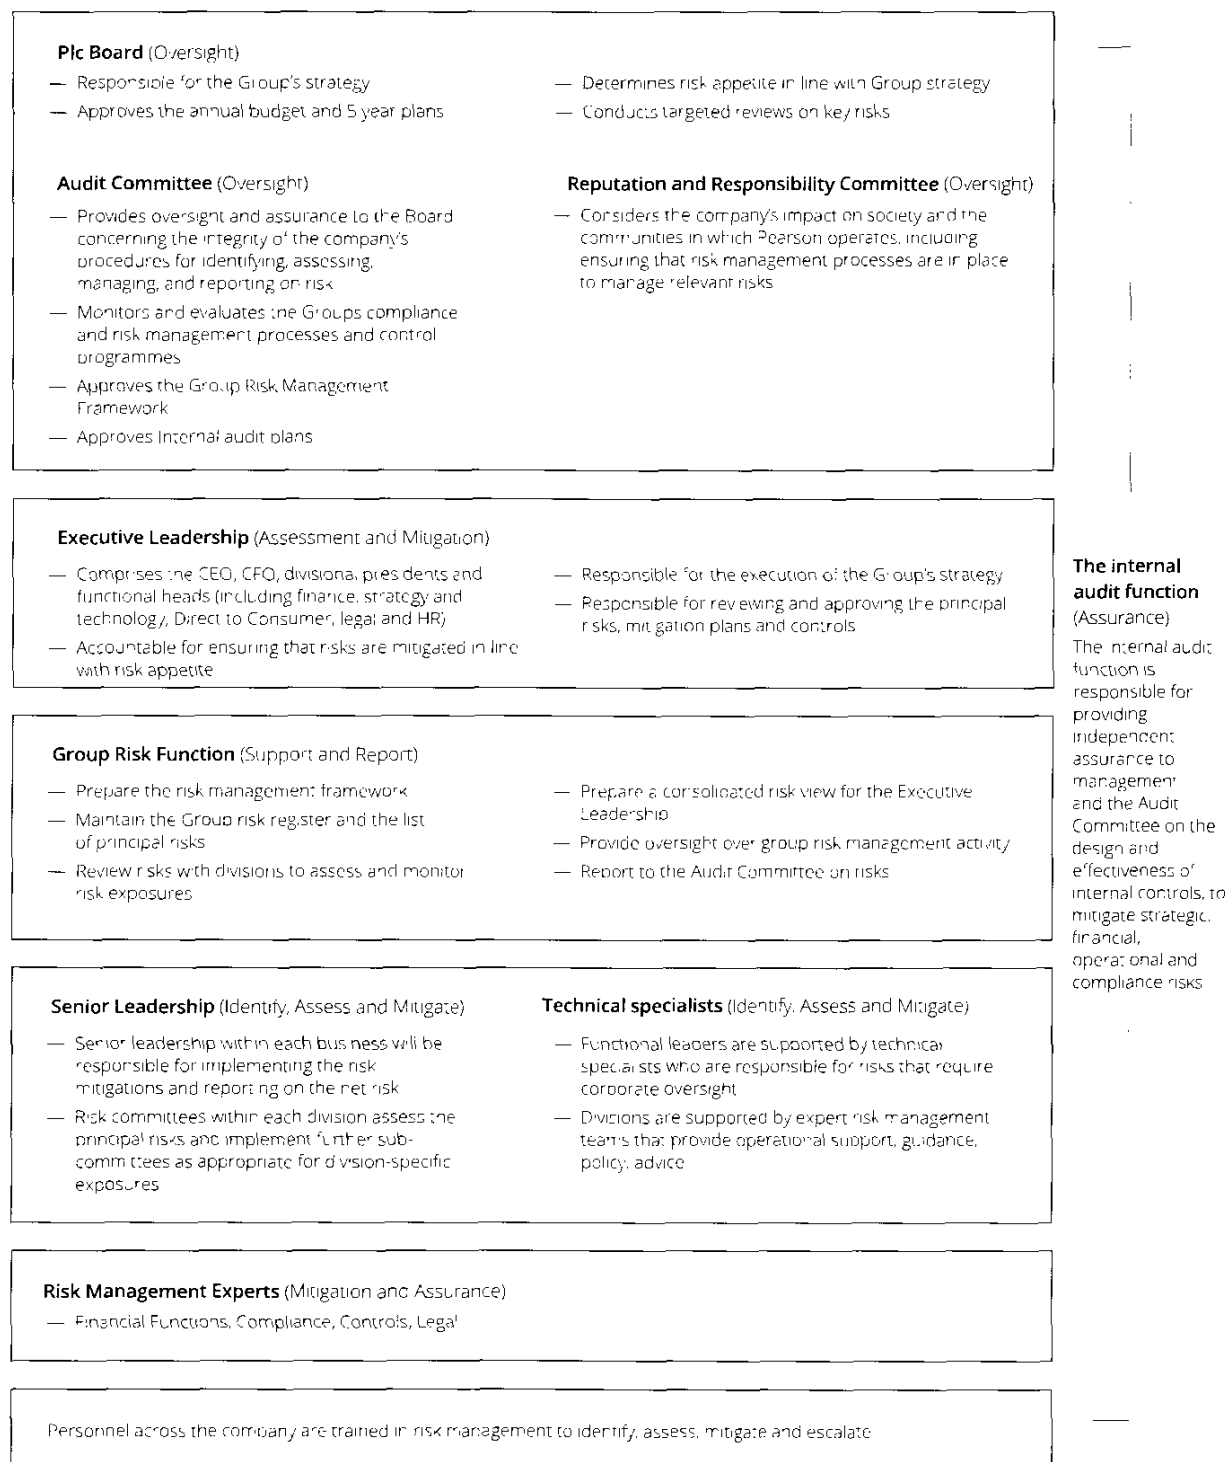 Plc Board (Oversight)
— Responsible for the Group's strategy
— Approves the annual budget and 5 year plans
— Determines risk appetite in line with Group strategy
— Conducts targeted reviews on key risks
Audit Committee (Oversight)
— Provides oversight and assurance to the Board
concerning the integrity of the company's
procedures for identifying, assessing,
managing, and reporting on risk
— Monitors and evaluates the Groups compliance
and risk management processes and control
programmes
— Approves the Group Risk Management
Framework
— Approves Internal audit plans
Reputation and Responsibility Committee (Oversight)
— Considers the company's impact on society and the
communities in which Pearson operates, including
ensuring that risk management processes are in place
to manage relevant risks
Executive Leadership (Assessment and Mitigation)
— Comprises the CEO, CFO, divisional presidents and
functional heads (including finance, strategy and
technology, Direct to Consumer, legal and HR)
— Accountable for ensuring that risks are mitigated in line
with risk appetite
— Responsible for the execution of the Group's strategy
— Responsible for reviewing and approving the principal
risks, mitigation plans and controls
Group Risk Function (Support and Report)
— Prepare the risk management framework
— Maintain the Group risk register and the list
of principal risks
— Review risks with divisions to assess and monitor
risk exposures
— Prepare a consolidated risk view for the Executive
Leadership
— Provide oversight over group risk management activity
— Report to the Audit Committee on risks
Senior Leadership (Identify, Assess and Mitigate)
— Senior leadership within each business will be
responsible for implementing the risk
mitigations and reporting on the net risk
— Risk committees within each division assess the
principal risks and implement further sub-
committees as appropriate for division-specific
exposures
Technical specialists (Identify, Assess and Mitigate)
— Functional leaders are supported by technical
specialists who are responsible for risks that require
corporate oversight
— Divisions are supported by expert risk management
teams that provide operational support, guidance,
policy, advice
Risk Management Experts (Mitigation and Assurance)
— Financial Functions, Compliance, Controls, Legal
Personnel across the company are trained in risk management to identify, assess, mitigate and escalate
The internal
audit function
(Assurance)
The internal audit
function is
responsible for
providing
independent
assurance to
management
and the Audit
Committee on the
design and
effectiveness of
internal controls, to
mitigate strategic,
financial,
operational and
compliance risks